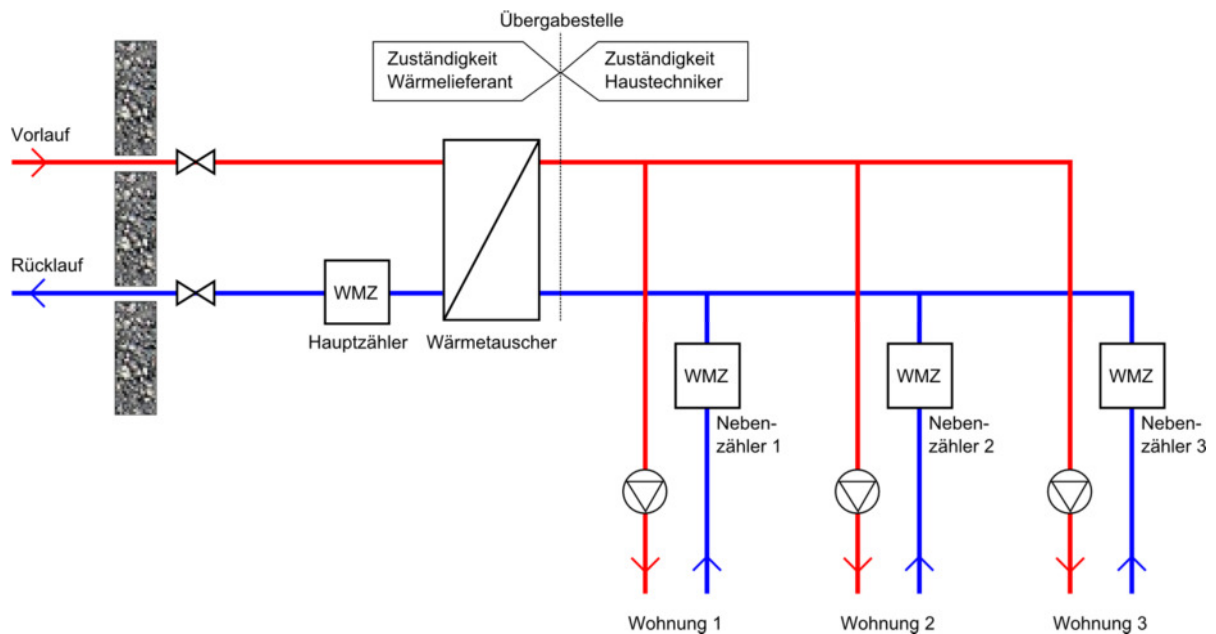 Übergabestelle
Zuständigkeit
Wärmelieferant
Zuständigkeit
Haustechniker
Vorlauf
Rücklauf
WMZ
Hauptzähler
Wärmetauscher
WMZ
Neben-
zähler 1
WMZ
Neben-
zähler 2
WMZ
Neben-
zähler 3
Wohnung 1
Wohnung 2
Wohnung 3